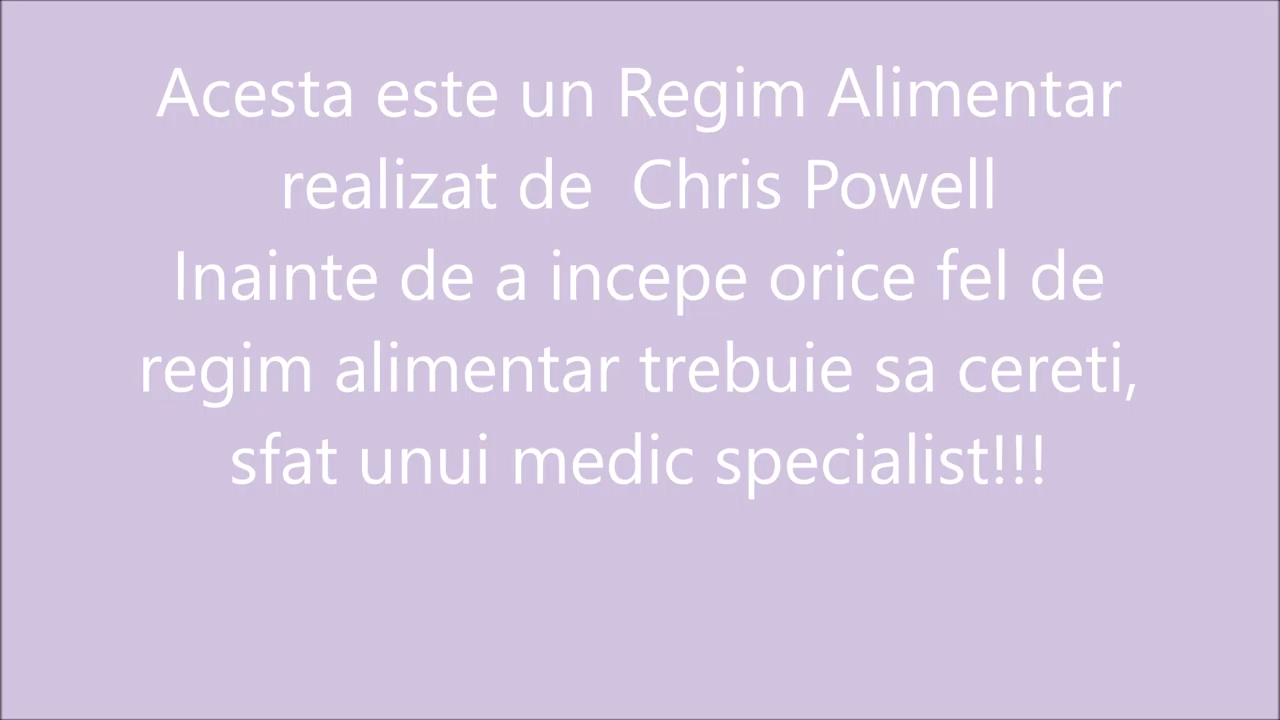 Acesta este un Regim Alimentar
realizat de  Chris Powell
Inainte de a incepe orice fel de
regim alimentar trebuie sa cereti,
sfat unui medic specialist!!!